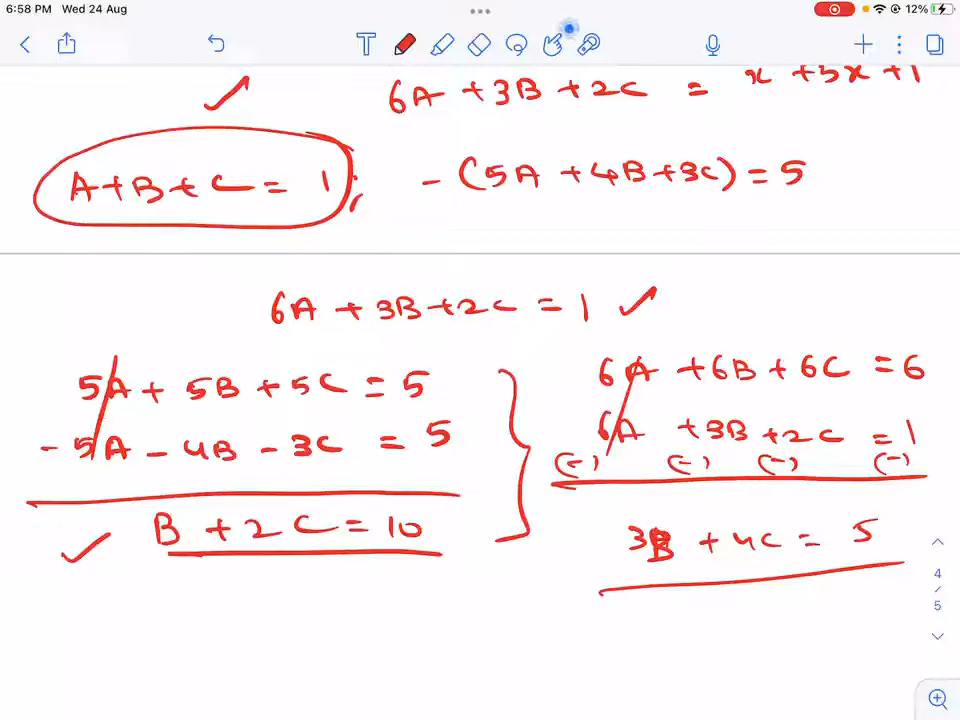 6:58 PM Wed 24 Aug 12%
T
6A + 3B + 2C = x + 5x + 1
A + B + C = 1 ; - (5A + 4B + 3C) = 5
6A + 3B + 2C = 1 ✓
5A + 5B + 5C = 5
- 5A - 4B - 3C = 5
✓ B + 2C = 10
6A + 6B + 6C = 6
6A + 3B + 2C = 1
(-) (-) (-) (-)
3B + 4C = 5
4
/
5